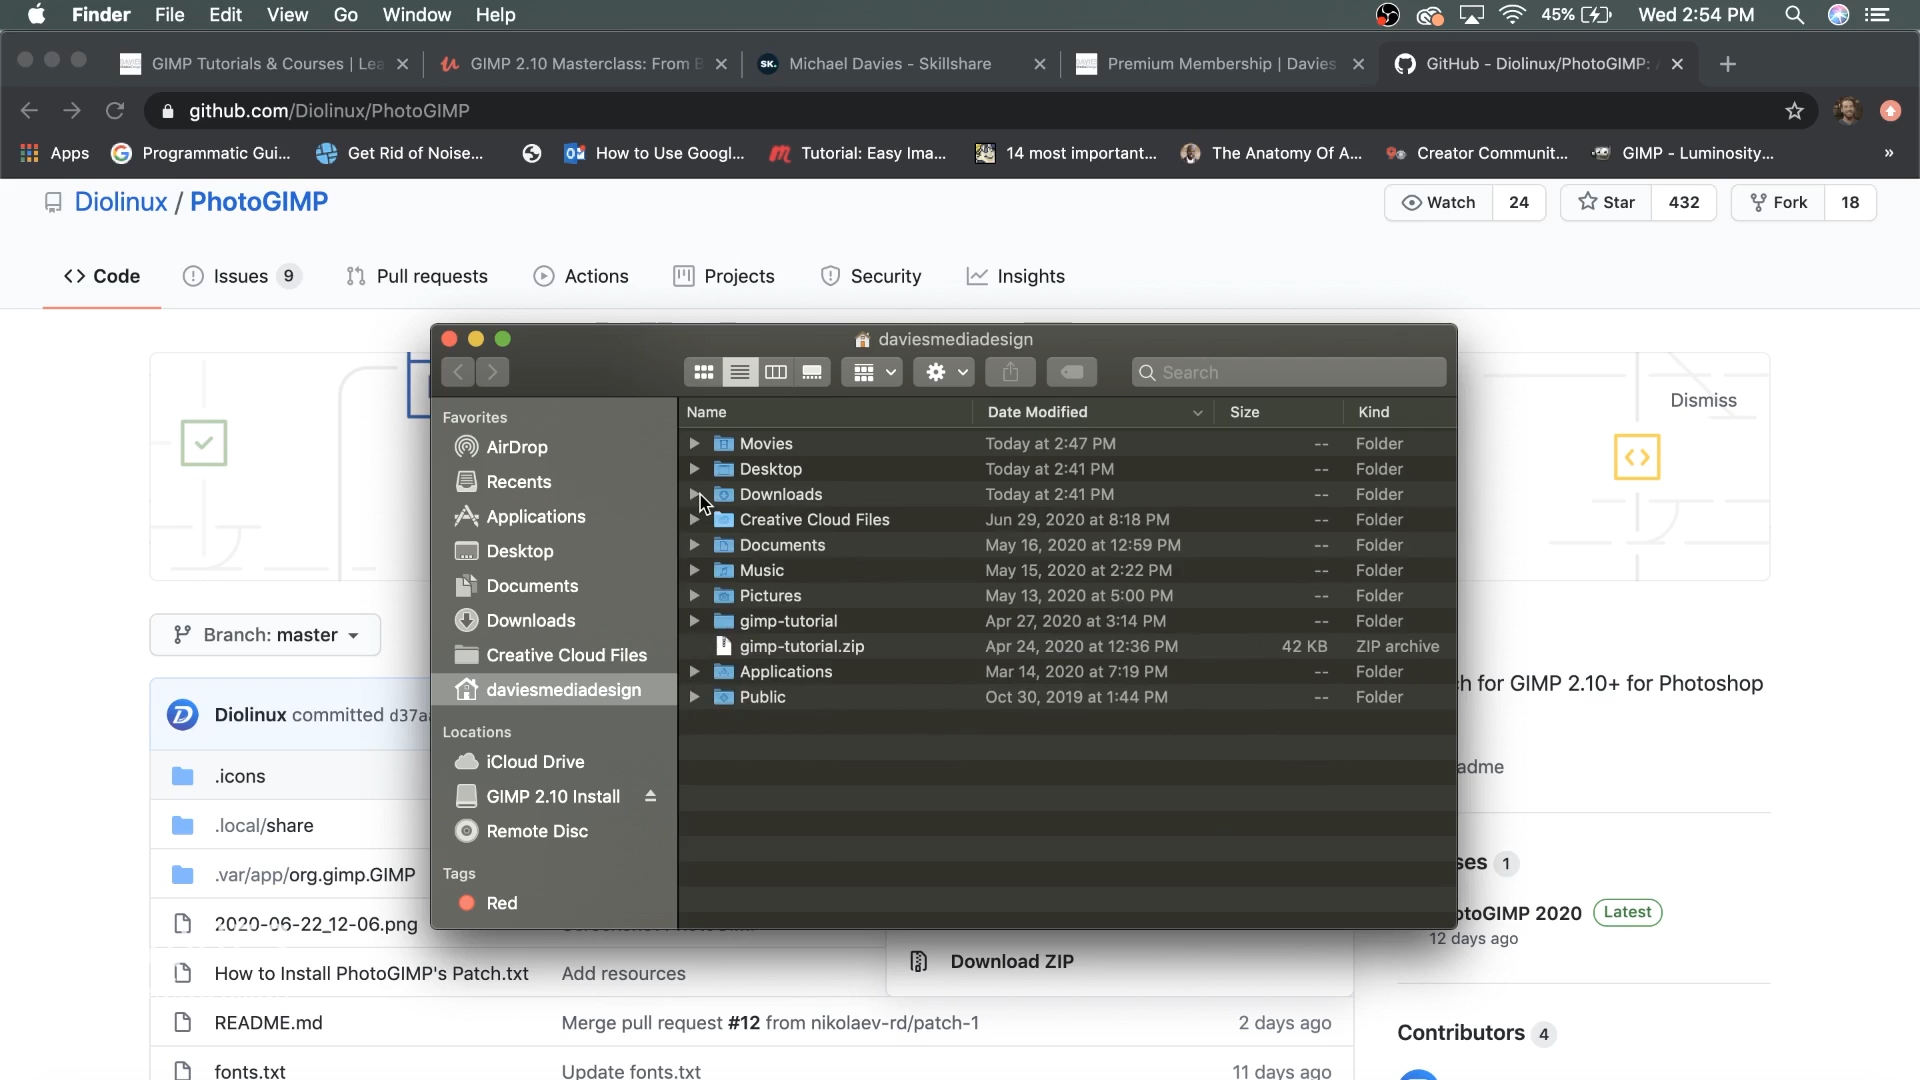 Finder File Edit View Go Window Help 45% Wed 2:54 PM
GIMP Tutorials & Courses | Lea GIMP 2.10 Masterclass: From B SK. Michael Davies - Skillshare Premium Membership | Davies GitHub - Diolinux/PhotoGIMP:
github.com/Diolinux/PhotoGIMP
Apps Programmatic Gui... Get Rid of Noise... How to Use Googl... Tutorial: Easy Ima... 14 most important... The Anatomy Of A... Creator Communit... GIMP - Luminosity... »
Diolinux / PhotoGIMP Watch 24 Star 432 Fork 18
Code Issues 9 Pull requests Actions Projects Security Insights
daviesmediadesign
Search
Dismiss
Favorites
AirDrop
Recents
Applications
Desktop
Documents
Downloads
Creative Cloud Files
daviesmediadesign
Locations
iCloud Drive
GIMP 2.10 Install
Remote Disc
Tags
Red
Name Date Modified Size Kind
Movies Today at 2:47 PM -- Folder
Desktop Today at 2:41 PM -- Folder
Downloads Today at 2:41 PM -- Folder
Creative Cloud Files Jun 29, 2020 at 8:18 PM -- Folder
Documents May 16, 2020 at 12:59 PM -- Folder
Music May 15, 2020 at 2:22 PM -- Folder
Pictures May 13, 2020 at 5:00 PM -- Folder
gimp-tutorial Apr 27, 2020 at 3:14 PM -- Folder
gimp-tutorial.zip Apr 24, 2020 at 12:36 PM 42 KB ZIP archive
Applications Mar 14, 2020 at 7:19 PM -- Folder
Public Oct 30, 2019 at 1:44 PM -- Folder
Branch: master
Diolinux committed d37a
.icons
.local/share
.var/app/org.gimp.GIMP
2020-06-22_12-06.png
How to Install PhotoGIMP's Patch.txt Add resources
README.md Merge pull request #12 from nikolaev-rd/patch-1 2 days ago
fonts.txt Update fonts.txt 11 days ago
Download ZIP
h for GIMP 2.10+ for Photoshop
adme
ses 1
otoGIMP 2020 Latest
12 days ago
Contributors 4